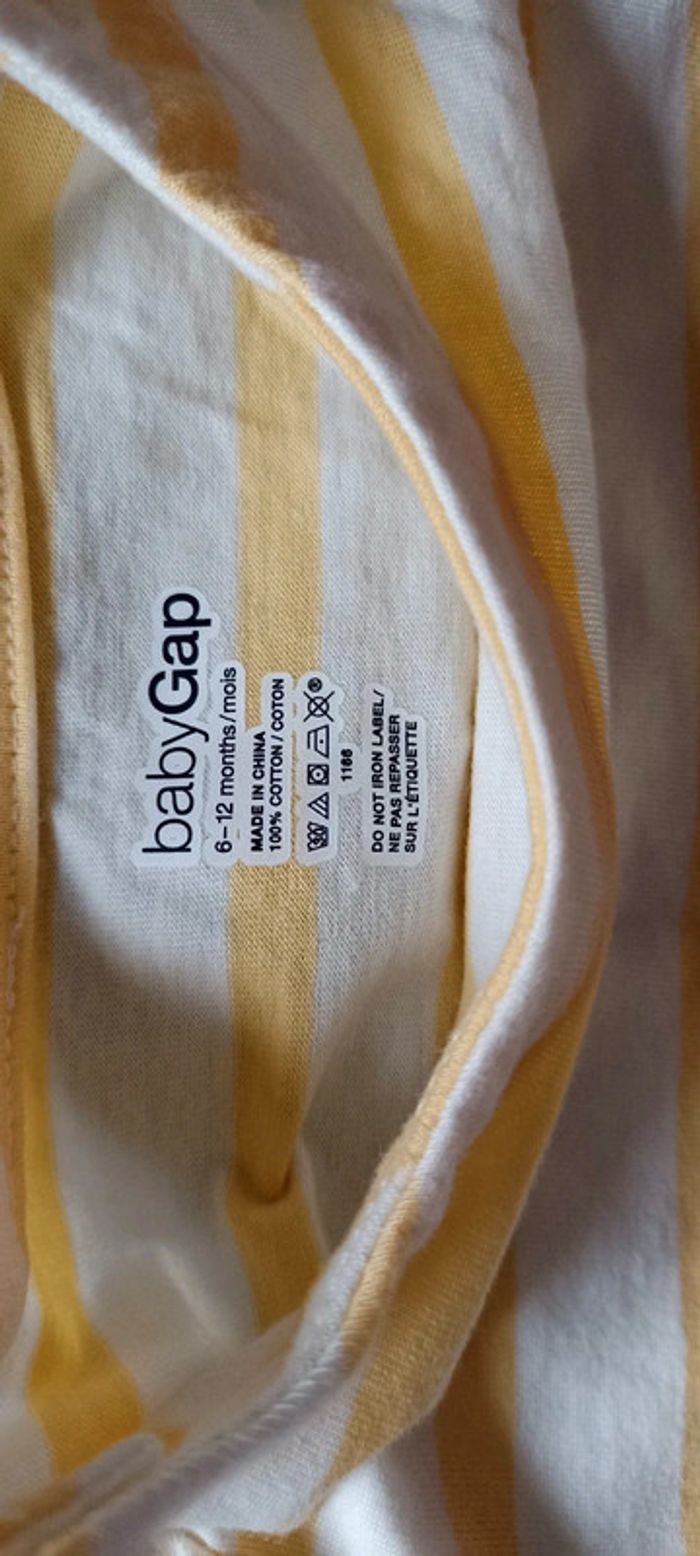 babyGap
6-12 months/mois
MADE IN CHINA
100% COTTON / COTON
1166
DO NOT IRON LABEL/
NE PAS REPASSER
SUR L'ÉTIQUETTE